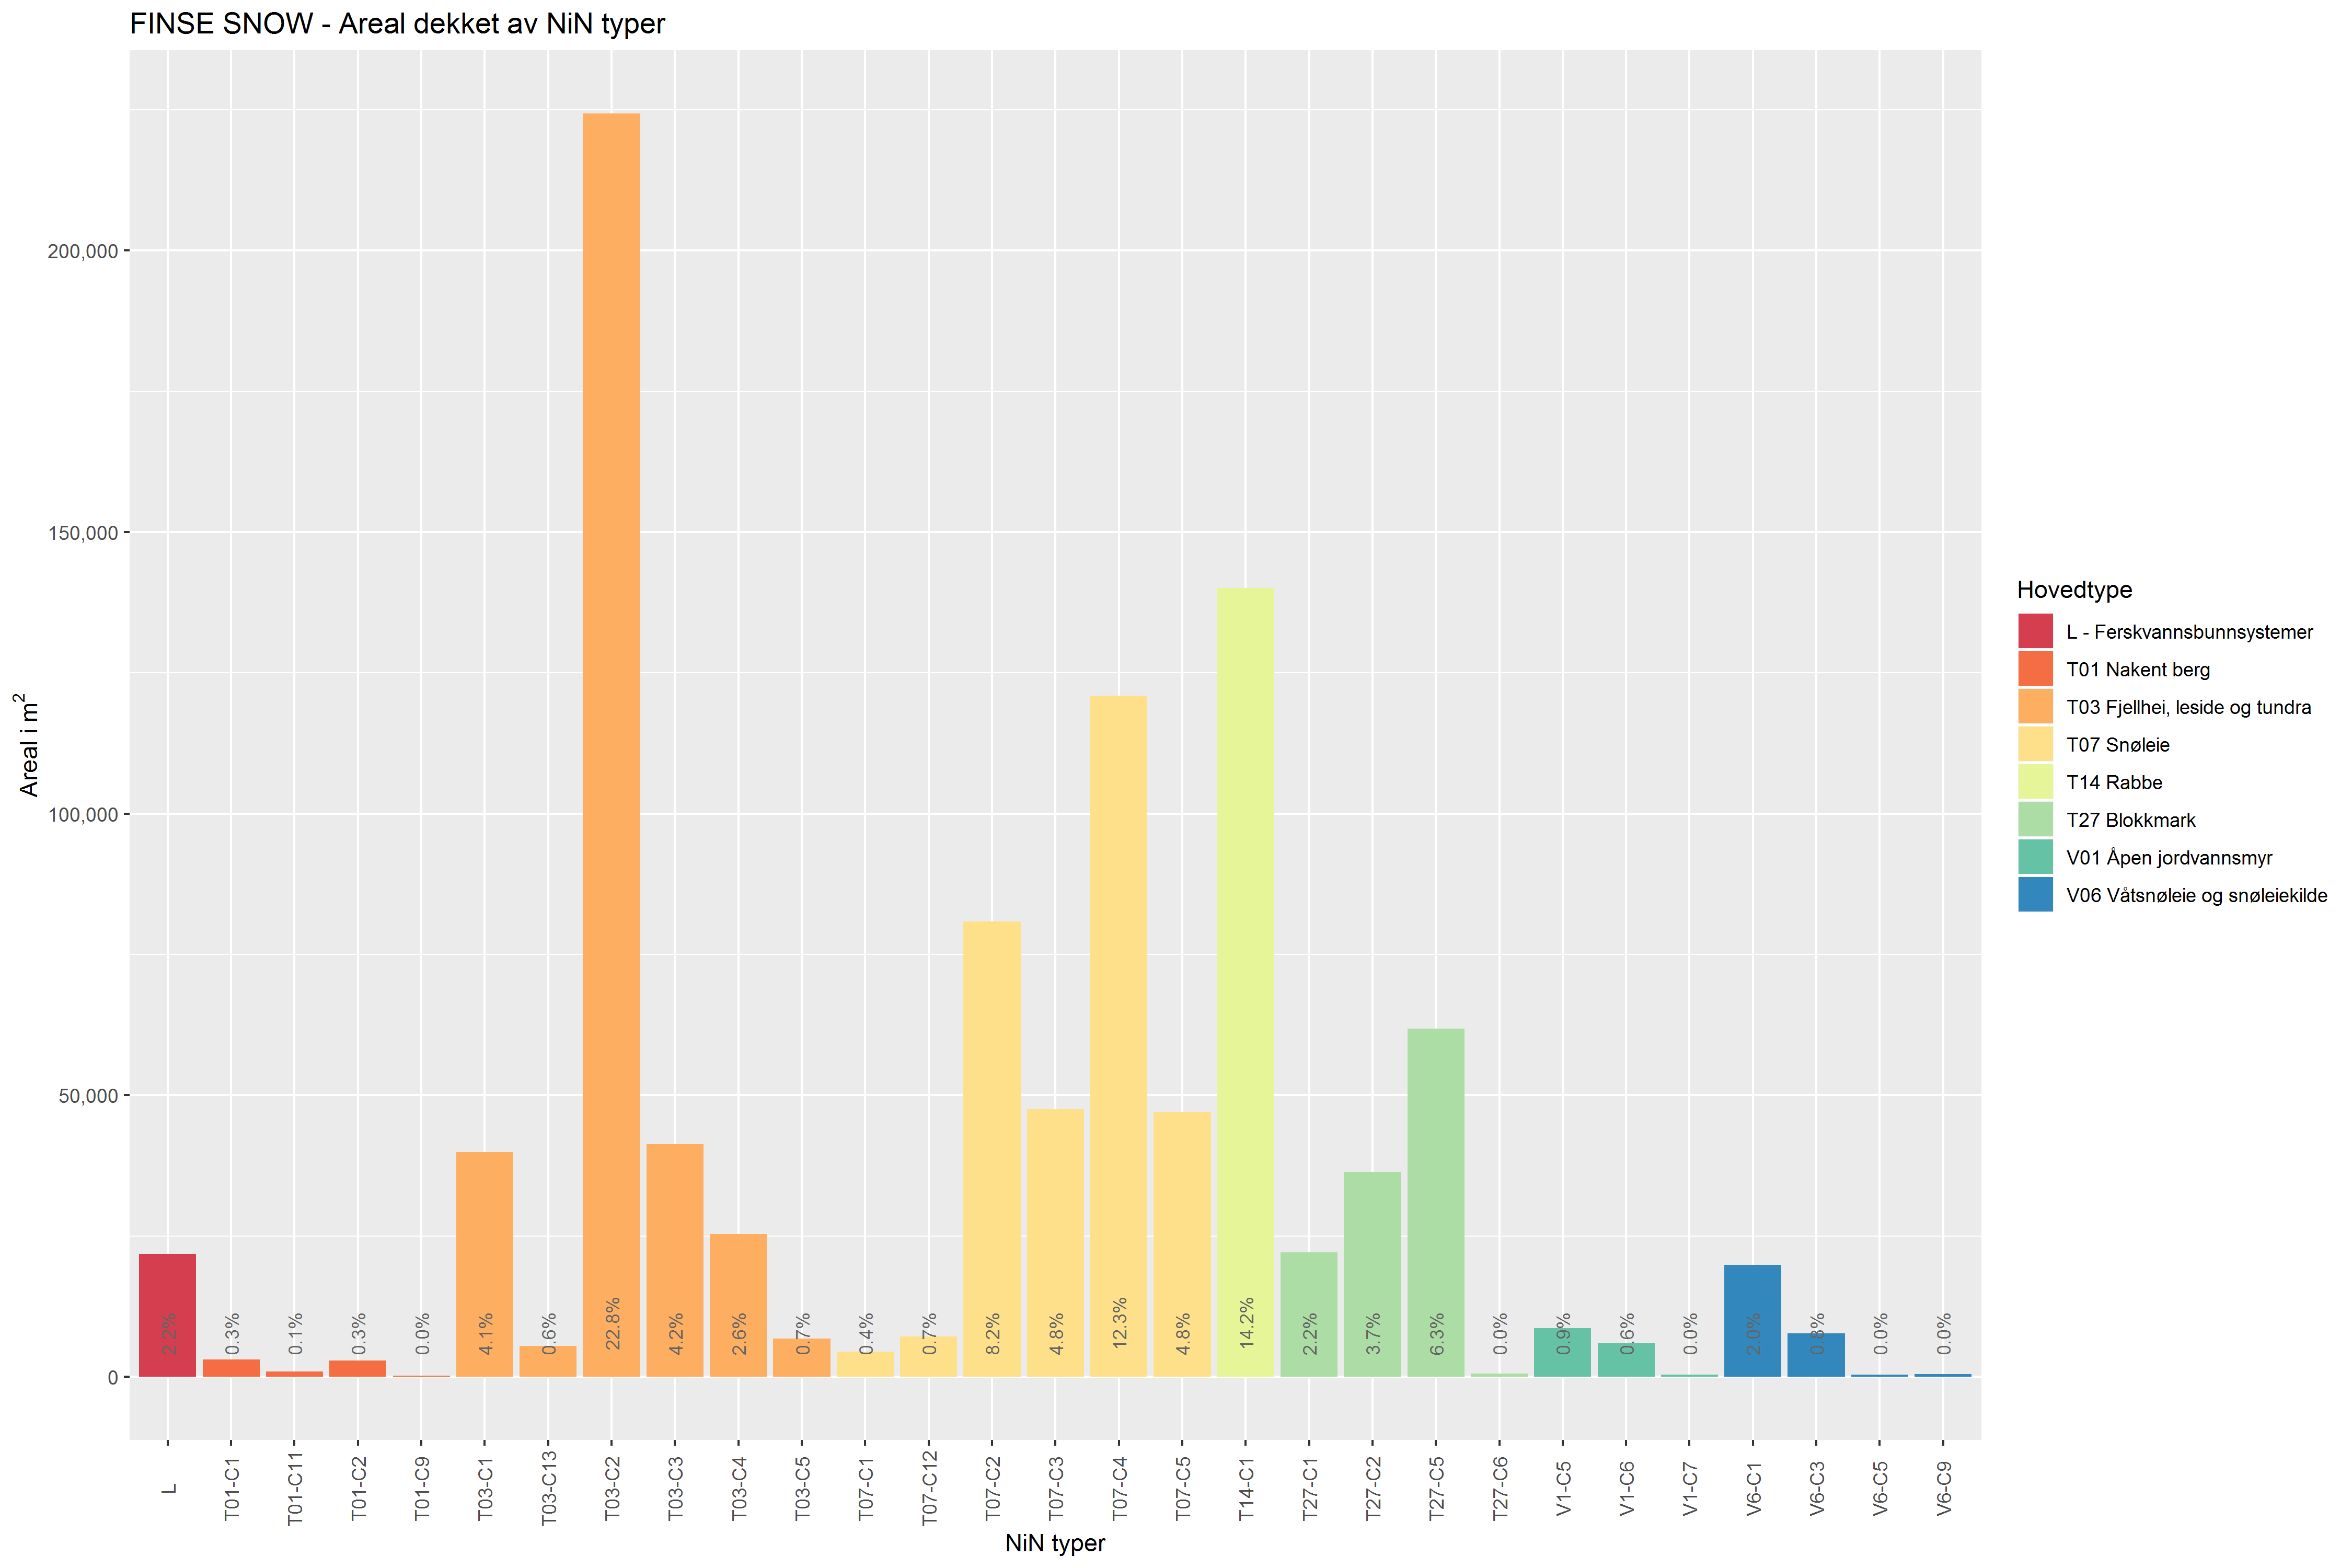 FINSE SNOW - Areal dekket av NiN typer
Areal i m²
200,000
150,000
100,000
50,000
0
2.2%
0.3%
0.1%
0.3%
0.0%
4.1%
0.6%
22.8%
4.2%
2.6%
0.7%
0.4%
0.7%
8.2%
4.8%
12.3%
4.8%
14.2%
2.2%
3.7%
6.3%
0.0%
0.9%
0.6%
0.0%
2.0%
0.8%
0.0%
0.0%
L
T01-C1
T01-C11
T01-C2
T01-C9
T03-C1
T03-C13
T03-C2
T03-C3
T03-C4
T03-C5
T07-C1
T07-C12
T07-C2
T07-C3
T07-C4
T07-C5
T14-C1
T27-C1
T27-C2
T27-C5
T27-C6
V1-C5
V1-C6
V1-C7
V6-C1
V6-C3
V6-C5
V6-C9
NiN typer
Hovedtype
L - Ferskvannsbunnsystemer
T01 Nakent berg
T03 Fjellhei, leside og tundra
T07 Snøleie
T14 Rabbe
T27 Blokkmark
V01 Åpen jordvannsmyr
V06 Våtsnøleie og snøleiekilde